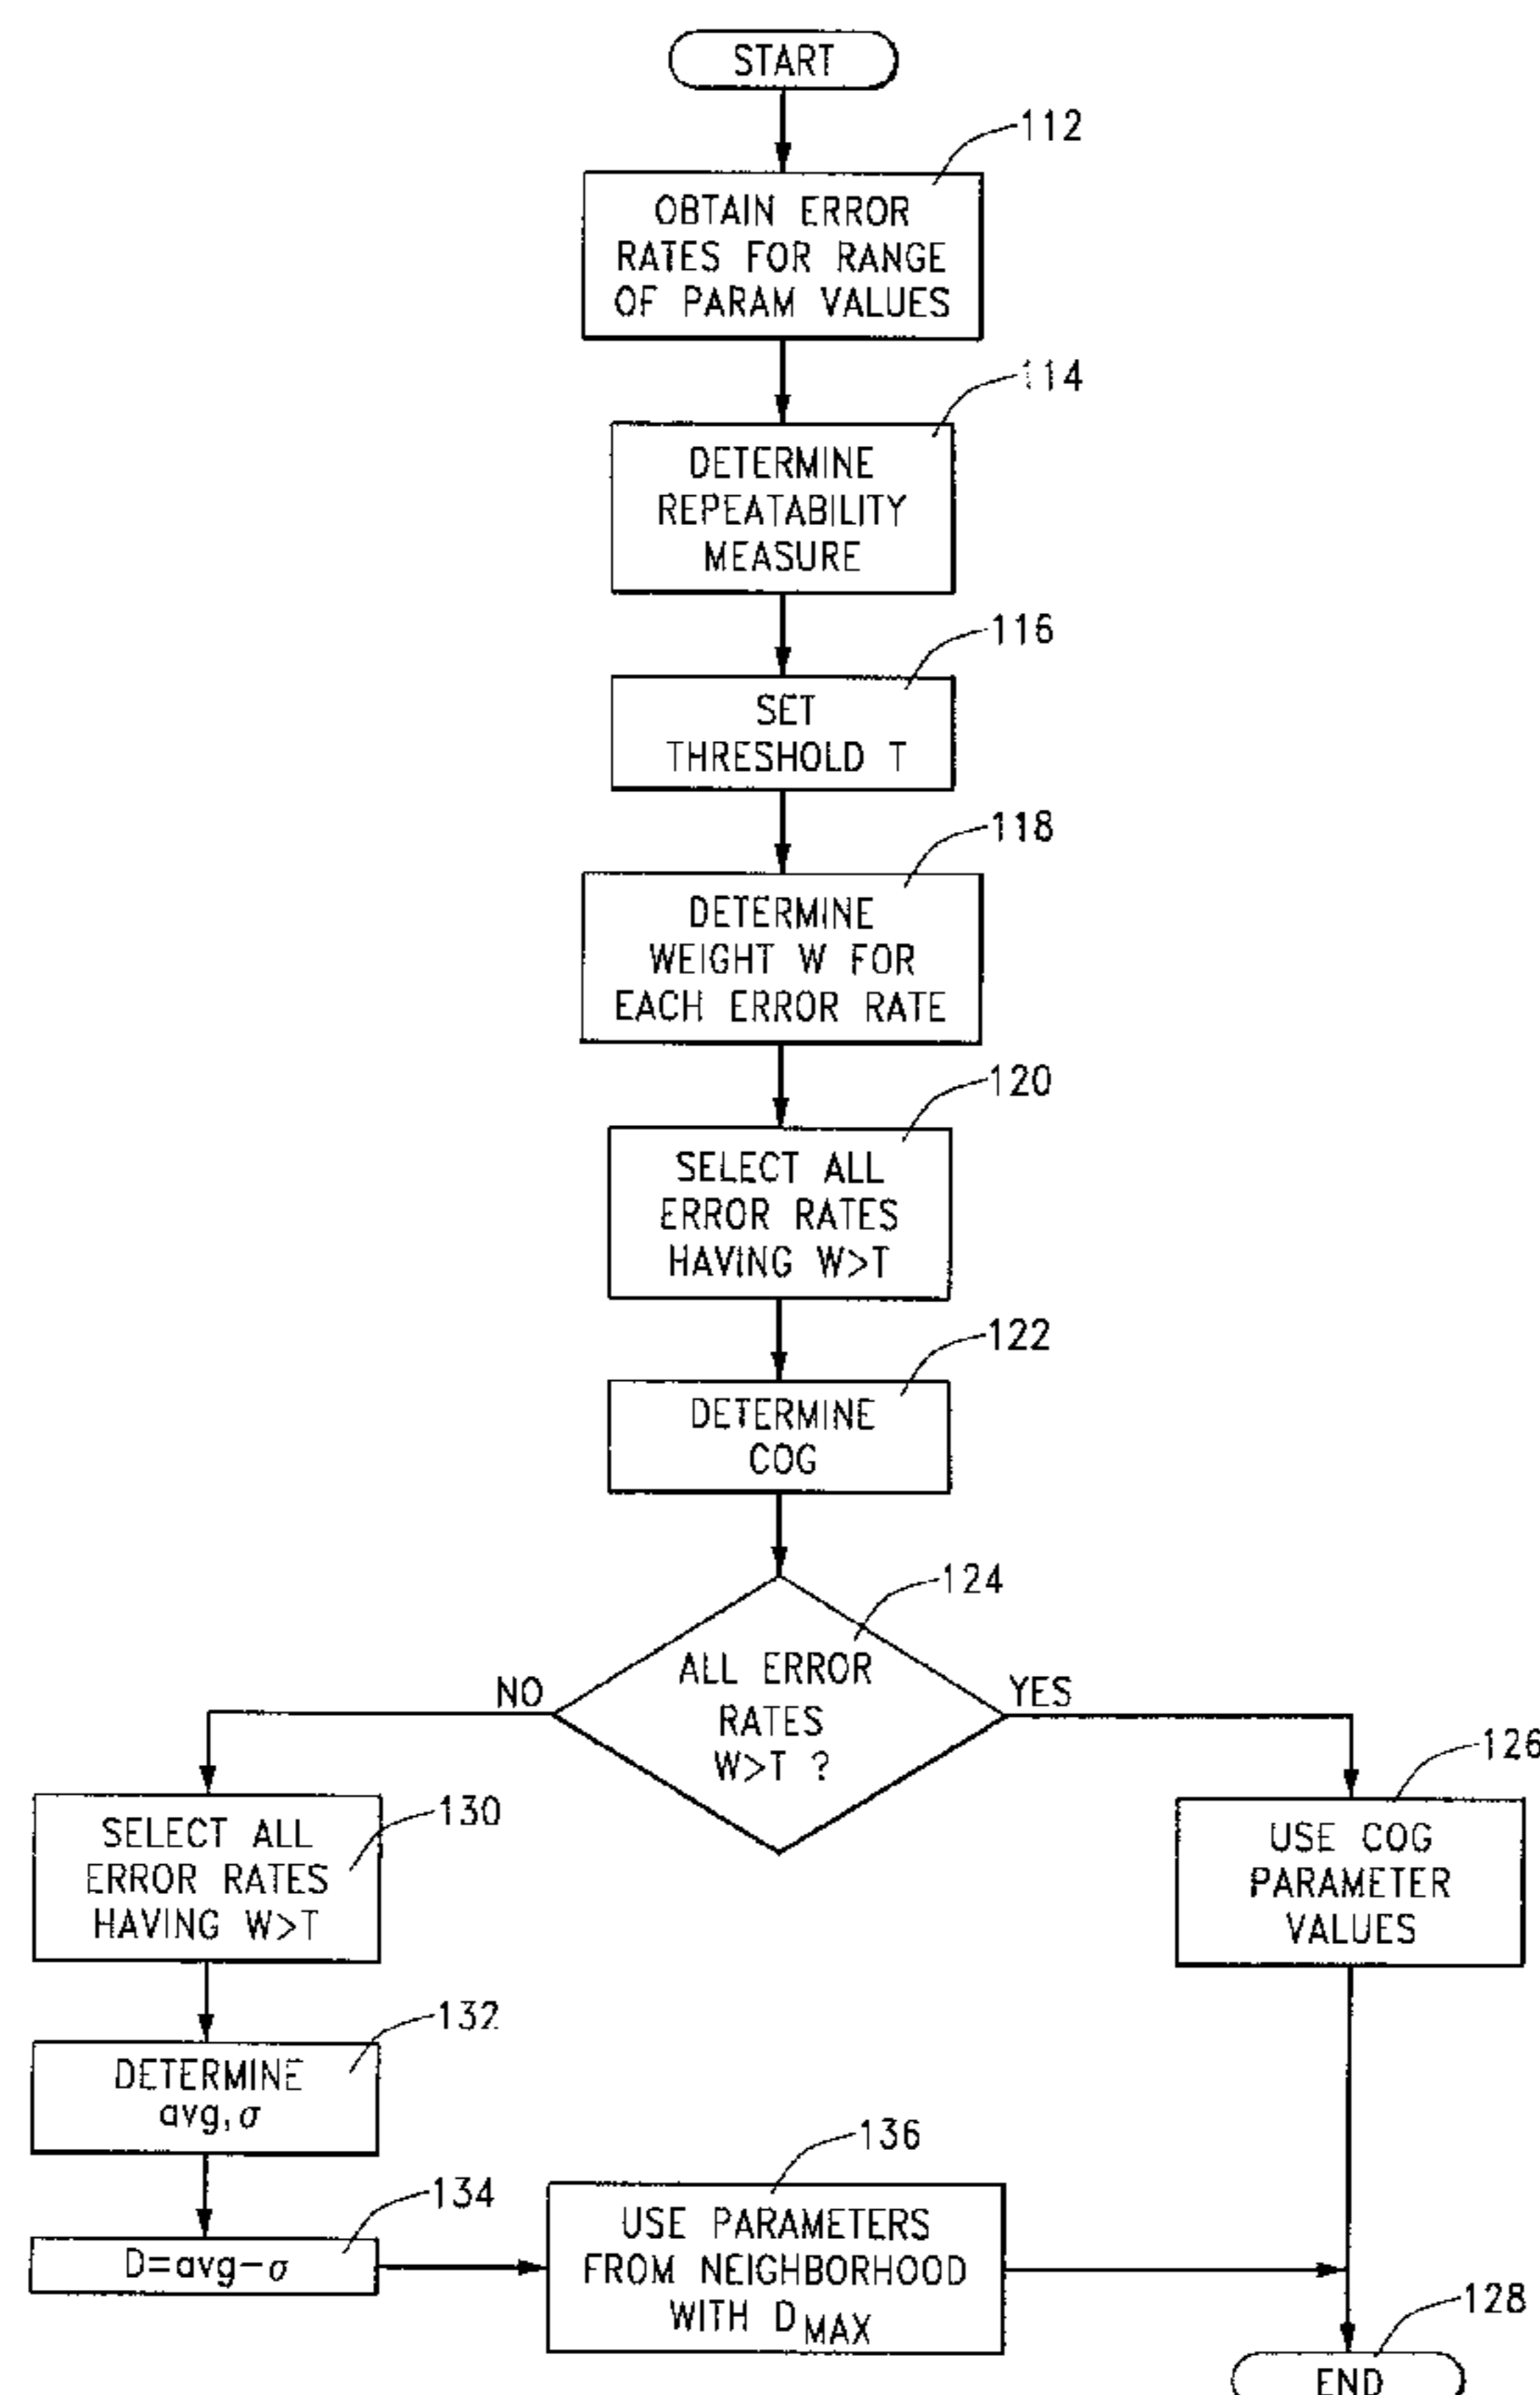 START
112
OBTAIN ERROR
RATES FOR RANGE
OF PARAM VALUES
114
DETERMINE
REPEATABILITY
MEASURE
116
SET
THRESHOLD T
118
DETERMINE
WEIGHT W FOR
EACH ERROR RATE
120
SELECT ALL
ERROR RATES
HAVING W>T
122
DETERMINE
COG
124
ALL ERROR
RATES
W>T ?
NO
YES
126
USE COG
PARAMETER
VALUES
130
SELECT ALL
ERROR RATES
HAVING W>T
132
DETERMINE
avg,σ
134
D=avg-σ
136
USE PARAMETERS
FROM NEIGHBORHOOD
WITH DMAX
128
END